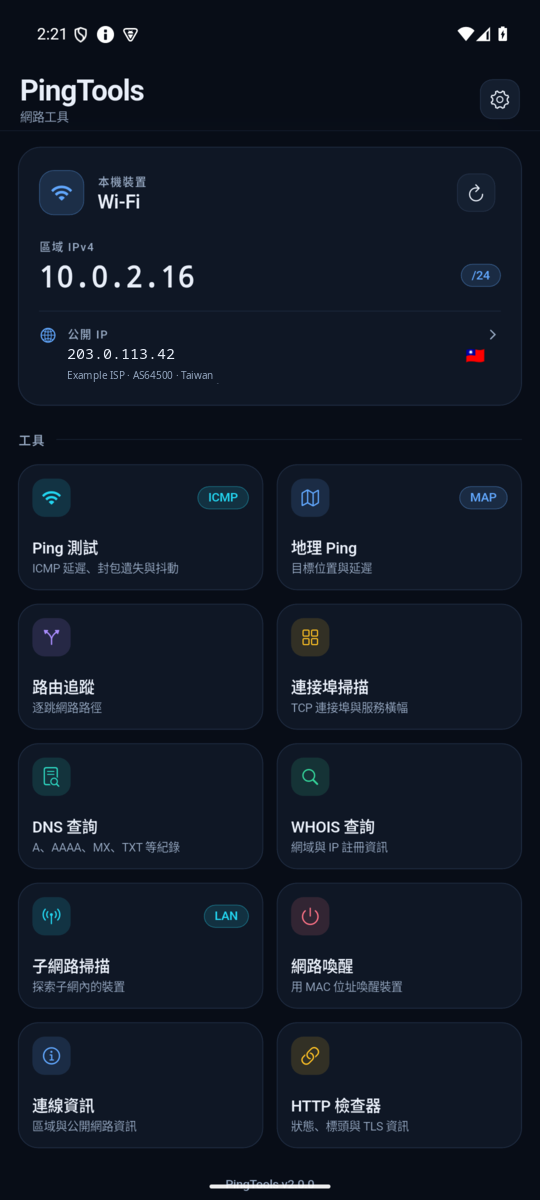 2:21
PingTools
網路工具
本機裝置
Wi-Fi
區域 IPv4
10.0.2.16
/24
公開 IP
203.0.113.42
Example ISP · AS64500 · Taiwan
工具
ICMP
Ping 測試
ICMP 延遲、封包遺失與抖動
MAP
地理 Ping
目標位置與延遲
路由追蹤
逐跳網路路徑
連接埠掃描
TCP 連接埠與服務橫幅
DNS 查詢
A、AAAA、MX、TXT 等紀錄
WHOIS 查詢
網域與 IP 註冊資訊
LAN
子網路掃描
探索子網內的裝置
網路喚醒
用 MAC 位址喚醒裝置
連線資訊
區域與公開網路資訊
HTTP 檢查器
狀態、標頭與 TLS 資訊
PingTools v2.0.0